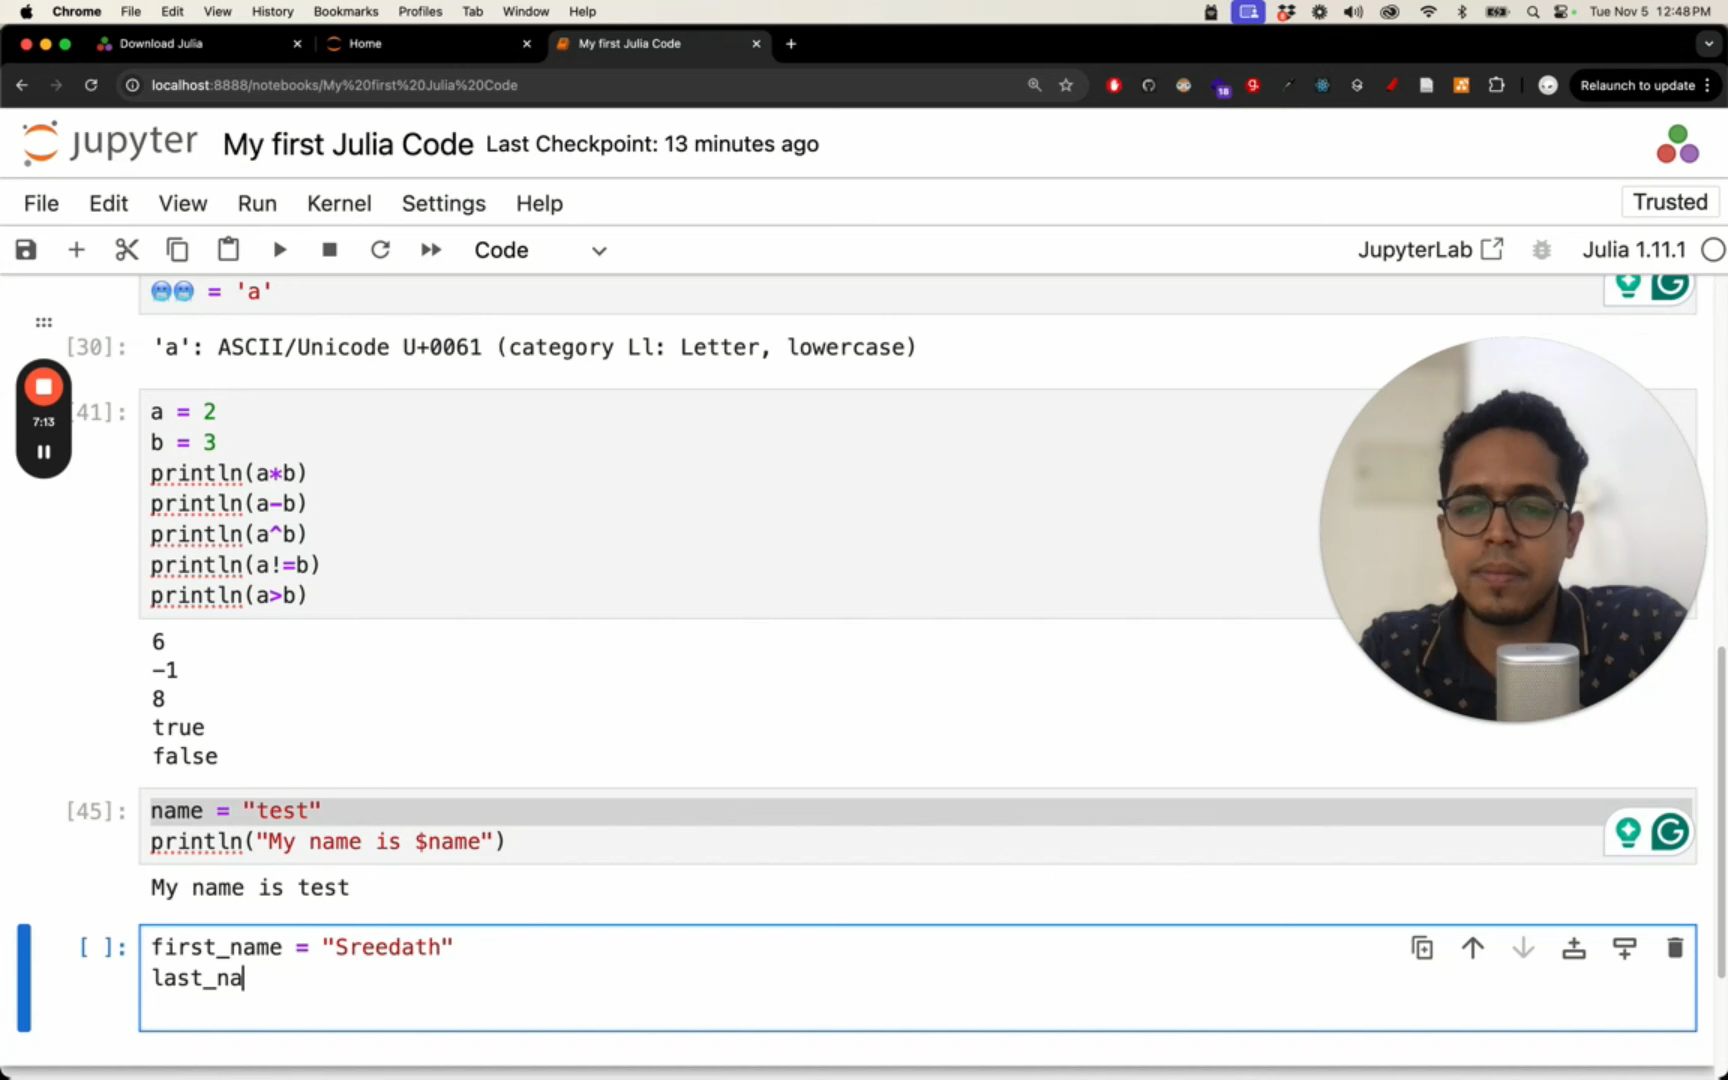 Chrome File Edit View History Bookmarks Profiles Tab Window Help Tue Nov 5 12:48 PM
Download Julia Home My first Julia Code
localhost:8888/notebooks/My%20first%20Julia%20Code 18 Relaunch to update
jupyter My first Julia Code Last Checkpoint: 13 minutes ago
File Edit View Run Kernel Settings Help Trusted
Code JupyterLab Julia 1.11.1
🥶🥶 = 'a'
[30]: 'a': ASCII/Unicode U+0061 (category Ll: Letter, lowercase)
7:13
41]: a = 2
b = 3
println(a*b)
println(a-b)
println(a^b)
println(a!=b)
println(a>b)
6
-1
8
true
false
[45]: name = "test"
println("My name is $name")
My name is test
[ ]: first_name = "Sreedath"
last_na